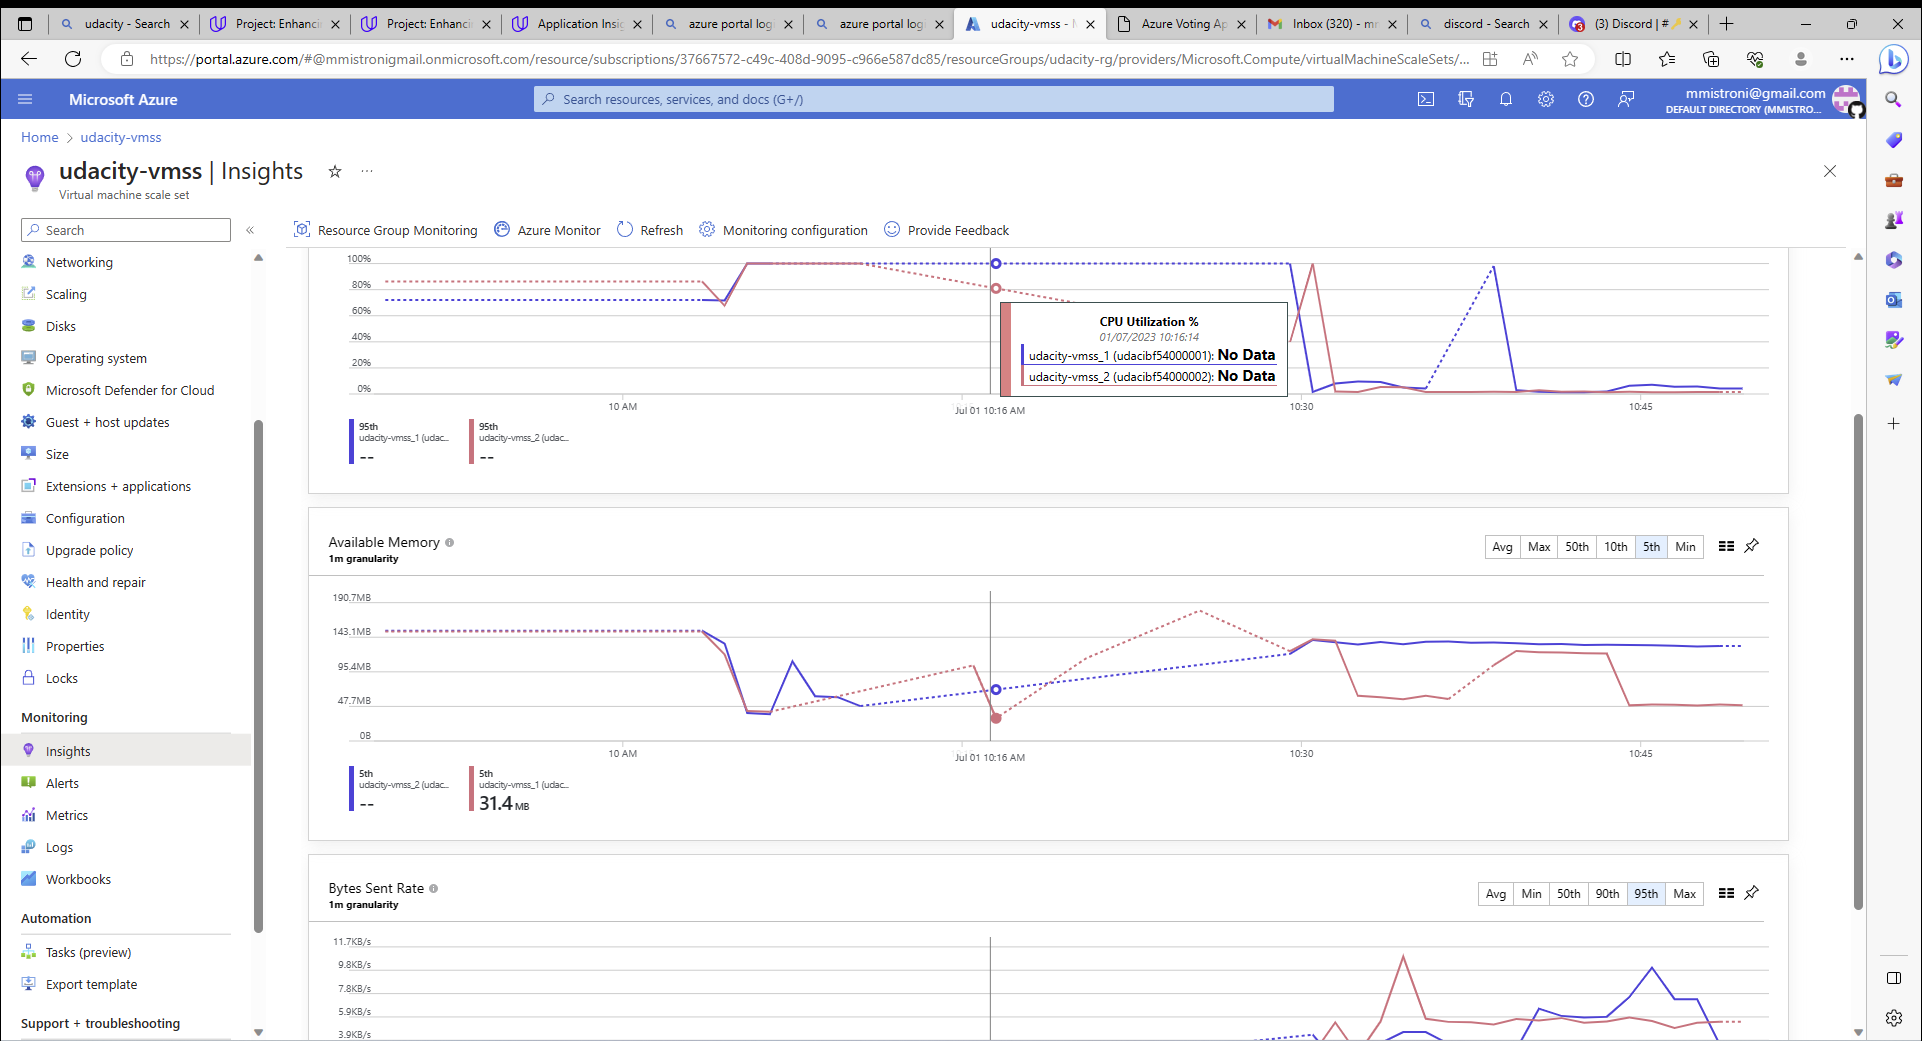 udacity - Search
Project: Enhancin
Project: Enhancin
Application Insig
azure portal logi
azure portal logi
udacity-vmss - M
Azure Voting Ap
Inbox (320) - mr
discord - Search
(3) Discord | #
https://portal.azure.com/#@mmistronigmail.onmicrosoft.com/resource/subscriptions/37667572-c49c-408d-9095-c966e587dc85/resourceGroups/udacity-rg/providers/Microsoft.Compute/virtualMachineScaleSets/...
Microsoft Azure
Search resources, services, and docs (G+/)
mmistroni@gmail.com
DEFAULT DIRECTORY (MMISTRO...
Home > udacity-vmss
udacity-vmss | Insights
Virtual machine scale set
Search
Networking
Scaling
Disks
Operating system
Microsoft Defender for Cloud
Guest + host updates
Size
Extensions + applications
Configuration
Upgrade policy
Health and repair
Identity
Properties
Locks
Monitoring
Insights
Alerts
Metrics
Logs
Workbooks
Automation
Tasks (preview)
Export template
Support + troubleshooting
Resource Group Monitoring
Azure Monitor
Refresh
Monitoring configuration
Provide Feedback
100%
80%
60%
40%
20%
0%
CPU Utilization %
01/07/2023 10:16:14
udacity-vmss_1 (udacibf54000001): No Data
udacity-vmss_2 (udacibf54000002): No Data
10 AM
Jul 01 10:16 AM
10:30
10:45
95th
udacity-vmss_1 (udac...
--
95th
udacity-vmss_2 (udac...
--
Available Memory
1m granularity
Avg Max 50th 10th 5th Min
190.7MB
143.1MB
95.4MB
47.7MB
0B
10 AM
Jul 01 10:16 AM
10:30
10:45
5th
udacity-vmss_2 (udac...
--
5th
udacity-vmss_1 (udac...
31.4 MB
Bytes Sent Rate
1m granularity
Avg Min 50th 90th 95th Max
11.7KB/s
9.8KB/s
7.8KB/s
5.9KB/s
3.9KB/s